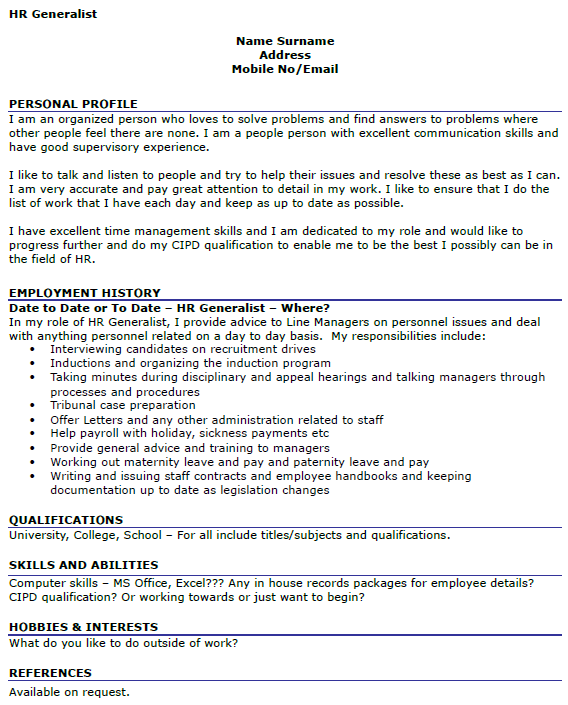 HR Generalist
Name Surname
Address
Mobile No/Email
PERSONAL PROFILE
I am an organized person who loves to solve problems and find answers to problems where
other people feel there are none. I am a people person with excellent communication skills and
have good supervisory experience.
I like to talk and listen to people and try to help their issues and resolve these as best as I can.
I am very accurate and pay great attention to detail in my work. I like to ensure that I do the
list of work that I have each day and keep as up to date as possible.
I have excellent time management skills and I am dedicated to my role and would like to
progress further and do my CIPD qualification to enable me to be the best I possibly can be in
the field of HR.
EMPLOYMENT HISTORY
Date to Date or To Date – HR Generalist – Where?
In my role of HR Generalist, I provide advice to Line Managers on personnel issues and deal
with anything personnel related on a day to day basis.  My responsibilities include:
• Interviewing candidates on recruitment drives
• Inductions and organizing the induction program
• Taking minutes during disciplinary and appeal hearings and talking managers through
processes and procedures
• Tribunal case preparation
• Offer Letters and any other administration related to staff
• Help payroll with holiday, sickness payments etc
• Provide general advice and training to managers
• Working out maternity leave and pay and paternity leave and pay
• Writing and issuing staff contracts and employee handbooks and keeping
documentation up to date as legislation changes
QUALIFICATIONS
University, College, School – For all include titles/subjects and qualifications.
SKILLS AND ABILITIES
Computer skills – MS Office, Excel??? Any in house records packages for employee details?
CIPD qualification? Or working towards or just want to begin?
HOBBIES & INTERESTS
What do you like to do outside of work?
REFERENCES
Available on request.